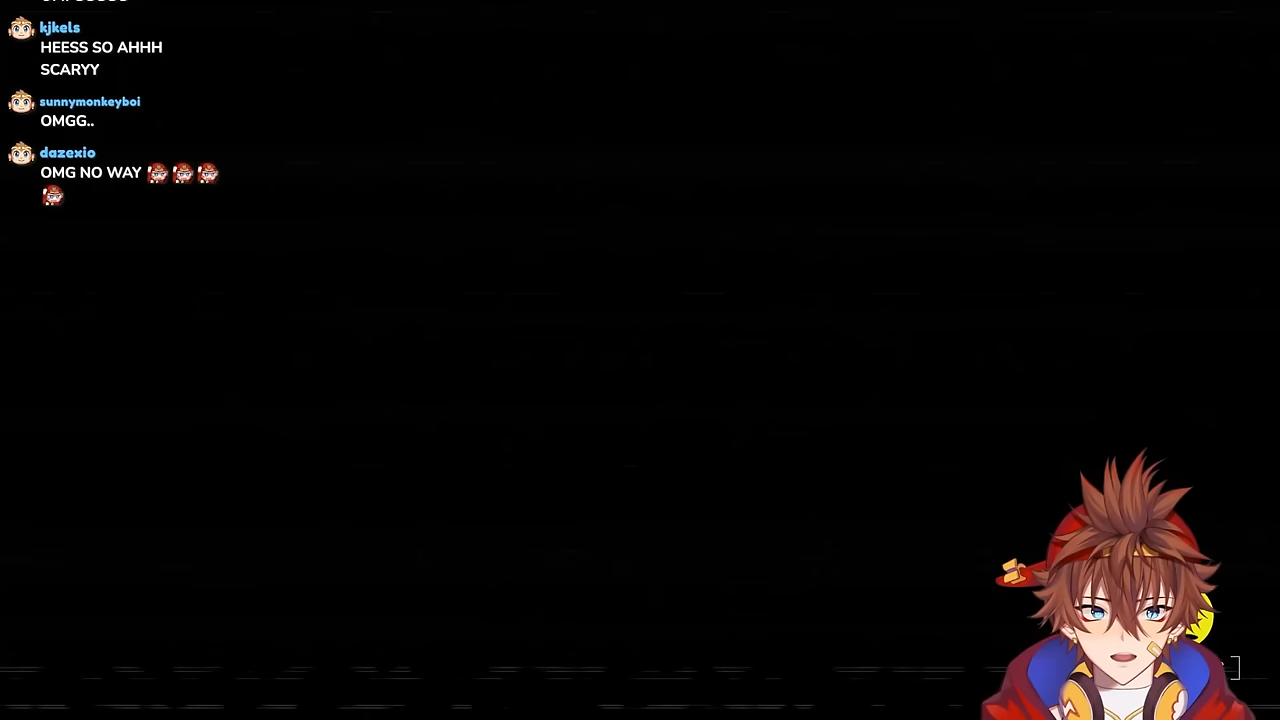 kjkels
HEESS SO AHHH
SCARYY
sunnymonkeyboi
OMGG..
dazexio
OMG NO WAY